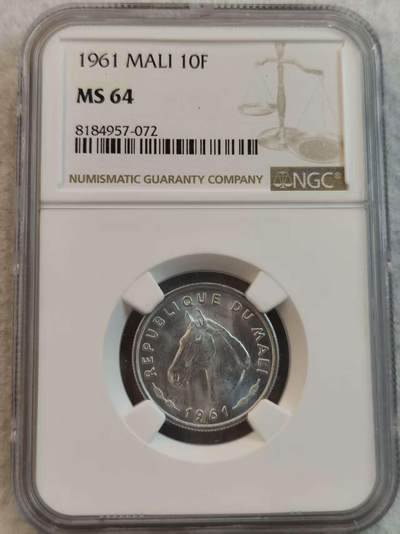 1961 MALI 10F
MS 64
8184957-072
NUMISMATIC GUARANTY COMPANY
NGC®
REPUBLIQUE DU MALI
1961